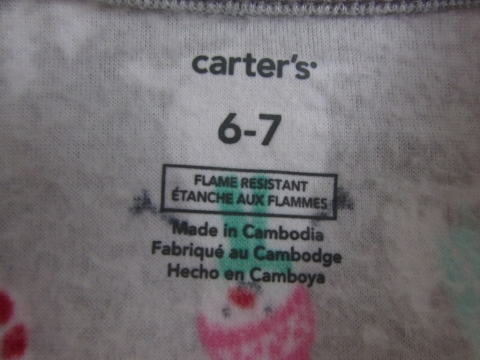 carter's
6-7
FLAME RESISTANT
ÉTANCHE AUX FLAMMES
Made in Cambodia
Fabriqué au Cambodge
Hecho en Camboya